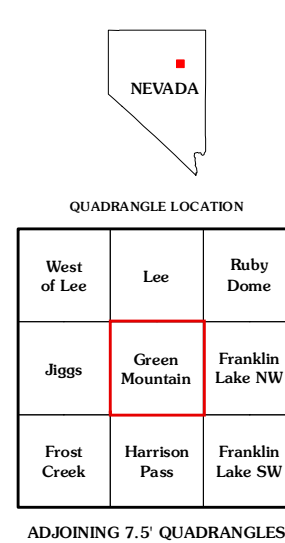 NEVADA
QUADRANGLE LOCATION
West
of Lee
Lee
Ruby
Dome
Jiggs
Green
Mountain
Franklin
Lake NW
Frost
Creek
Harrison
Pass
Franklin
Lake SW
ADJOINING 7.5' QUADRANGLES